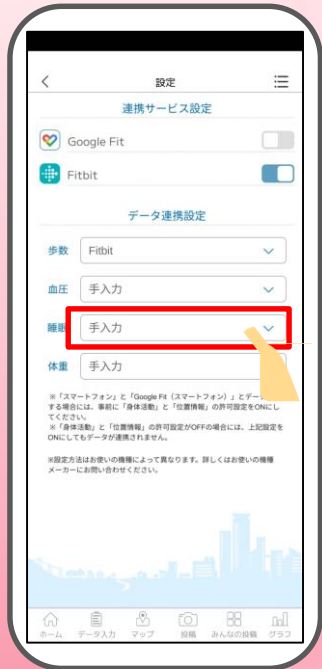 設定
連携サービス設定
Google Fit
Fitbit
データ連携設定
歩数 Fitbit
血圧 手入力
睡眠 手入力
体重 手入力
※「スマートフォン」と「Google Fit（スマートフォン）」とデー
する場合には、事前に「身体活動」と「位置情報」の許可設定をONにし
てください。
※「身体活動」と「位置情報」の許可設定がOFFの場合には、上記設定を
ONにしてもデータが連携されません。
※設定方法はお使いの機種によって異なります。詳しくはお使いの機種
メーカーにお問い合わせください。
ホーム データ入力 マップ 投稿 みんなの投稿 グラフ